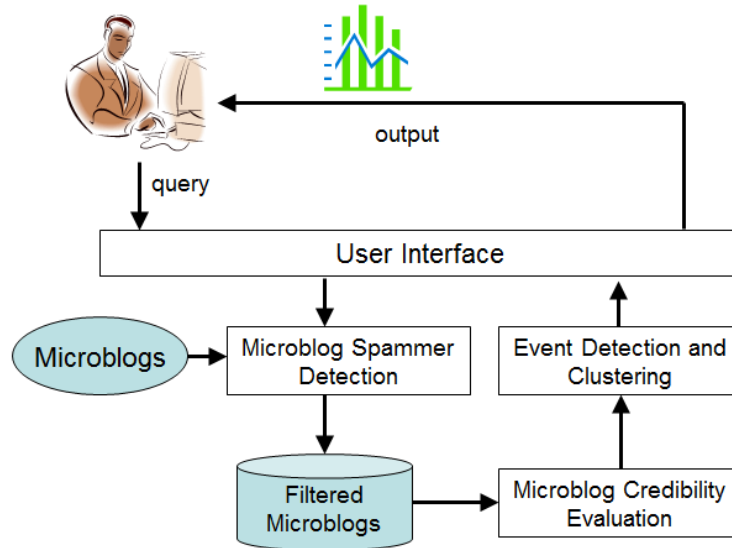 output
query
User Interface
Microblogs
Microblog Spammer
Detection
Event Detection and
Clustering
Filtered
Microblogs
Microblog Credibility
Evaluation